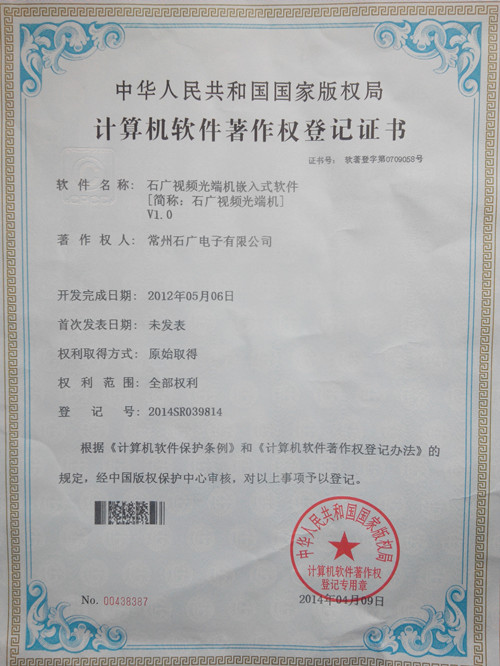 中华人民共和国国家版权局
计算机软件著作权登记证书
证书号： 软著登字第0709058号
软件名称： 石广视频光端机嵌入式软件
[简称：石广视频光端机]
V1.0
著作权人： 常州石广电子有限公司
开发完成日期： 2012年05月06日
首次发表日期： 未发表
权利取得方式： 原始取得
权利范围： 全部权利
登记号： 2014SR039814
根据《计算机软件保护条例》和《计算机软件著作权登记办法》的
规定，经中国版权保护中心审核，对以上事项予以登记。
中华人民共和国国家版权局
计算机软件著作权
登记专用章
No. 00438387
2014年04月09日